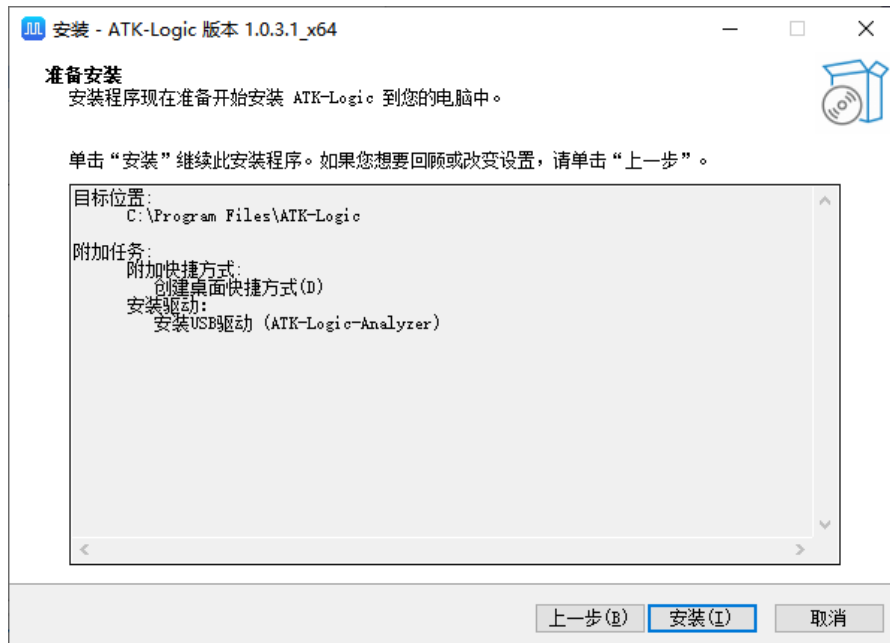 安装 - ATK-Logic 版本 1.0.3.1_x64
准备安装
安装程序现在准备开始安装 ATK-Logic 到您的电脑中。
单击“安装”继续此安装程序。如果您想要回顾或改变设置，请单击“上一步”。
目标位置:
C:\Program Files\ATK-Logic
附加任务:
附加快捷方式:
创建桌面快捷方式(D)
安装驱动:
安装USB驱动 (ATK-Logic-Analyzer)
上一步(B) 安装(I) 取消